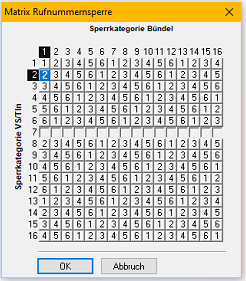 Matrix Rufnummernsperre
Sperrkategorie Bündel
1 2 3 4 5 6 7 8 9 10 11 12 13 14 15 16
Sperrkategorie VS/Tln
1 1 2 3 4 5 6 1 2 3 4 5 6 1 2 3 4
2 2 3 4 5 6 1 2 3 4 5 6 1 2 3 4 5
3 3 4 5 6 1 2 3 4 5 6 1 2 3 4 5 6
4 4 5 6 1 2 3 4 5 6 1 2 3 4 5 6 1
5 5 6 1 2 3 4 5 6 1 2 3 4 5 6 1 2
6 6 1 2 3 4 5 6 1 2 3 4 5 6 1 2 3
7
8 2 3 4 5 6 1 2 3 4 5 6 1 2 3 4 5
9 3 4 5 6 1 2 3 4 5 6 1 2 3 4 5 6
10 4 5 6 1 2 3 4 5 6 1 2 3 4 5 6 1
11 5 6 1 2 3 4 5 6 1 2 3 4 5 6 1 2
12 6 1 2 3 4 5 6 1 2 3 4 5 6 1 2 3
13 1 2 3 4 5 6 1 2 3 4 5 6 1 2 3 4
14 2 3 4 5 6 1 2 3 4 5 6 1 2 3 4 5
15 3 4 5 6 1 2 3 4 5 6 1 2 3 4 5 6
16 4 5 6 1 2 3 4 5 6 1 2 3 4 5 6 1
OK Abbruch